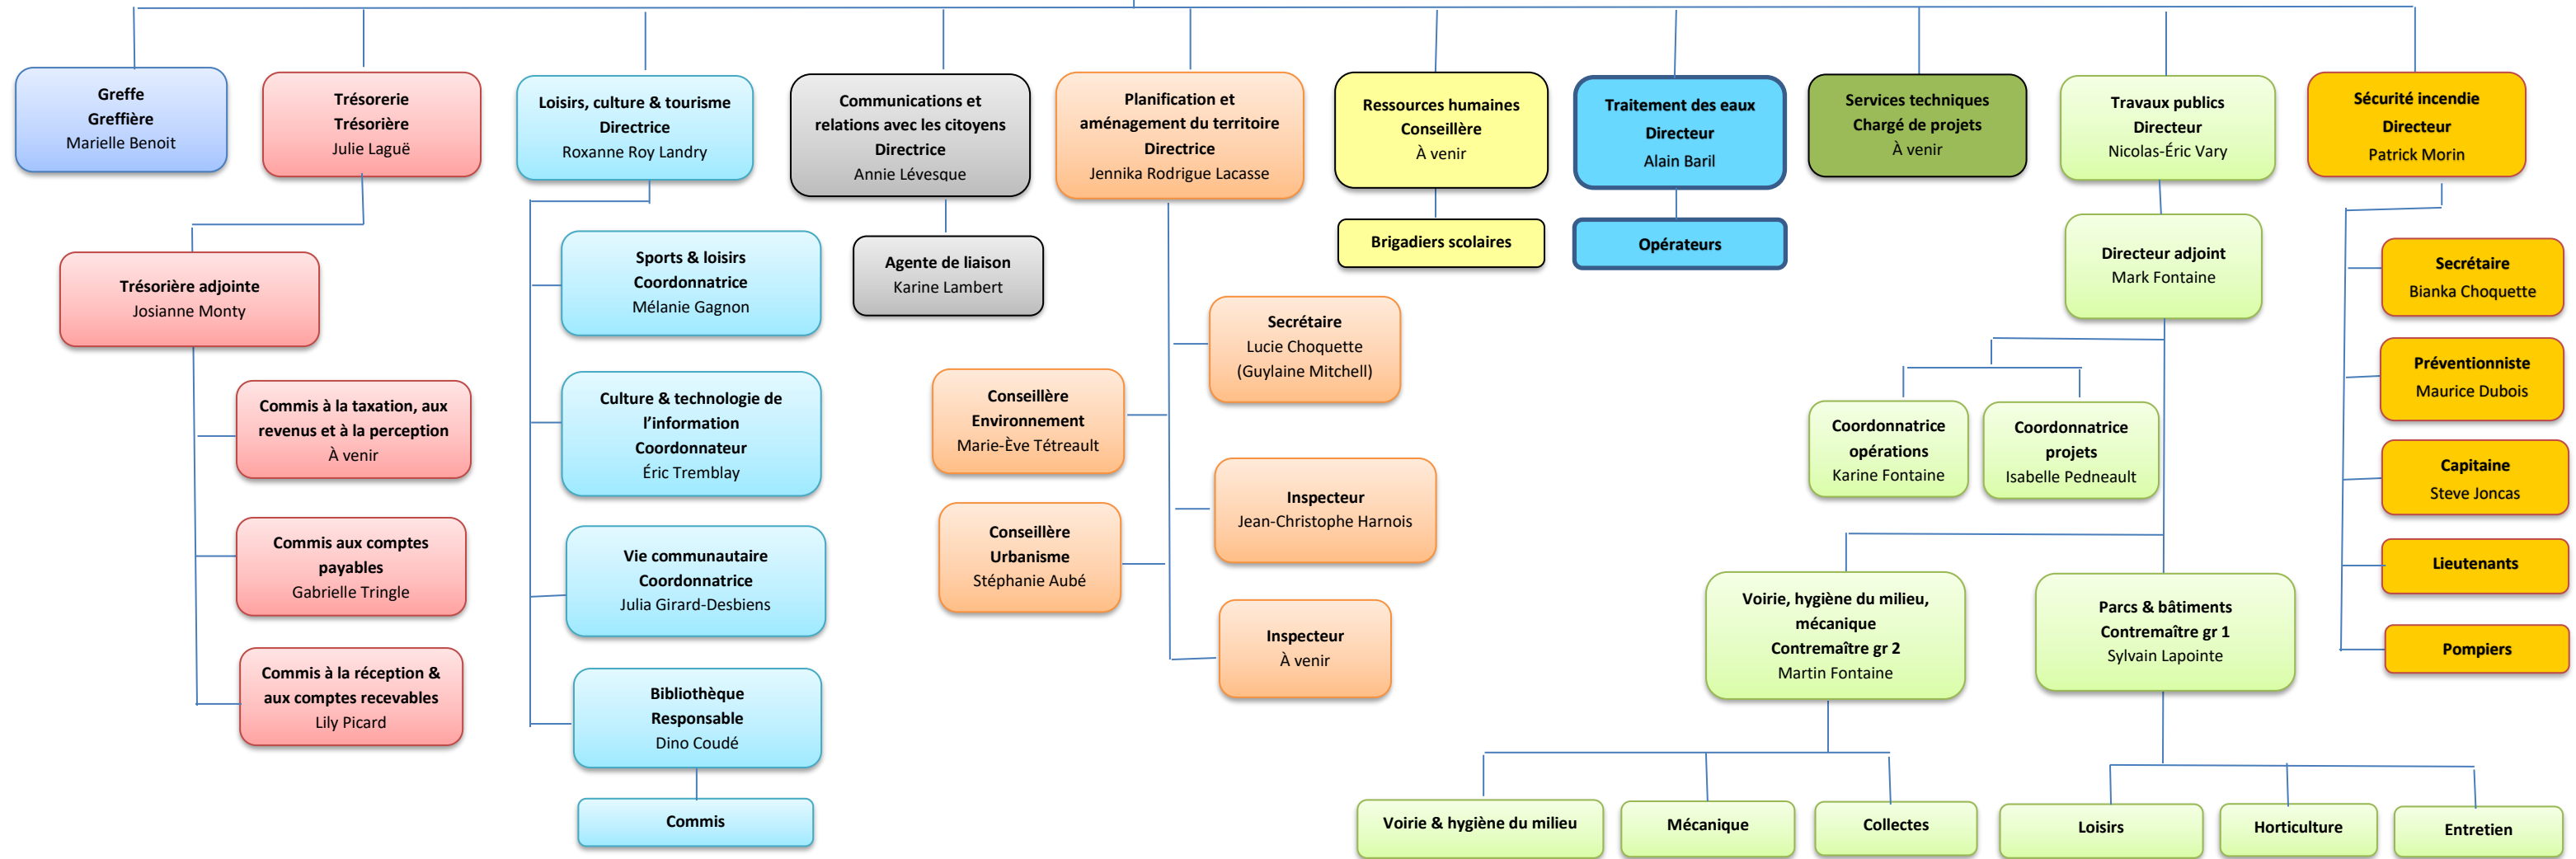 Greffe
Greffière
Marielle Benoit
Trésorerie
Trésorière
Julie Laguë
Loisirs, culture & tourisme
Directrice
Roxanne Roy Landry
Communications et
relations avec les citoyens
Directrice
Annie Lévesque
Planification et
aménagement du territoire
Directrice
Jennika Rodrigue Lacasse
Ressources humaines
Conseillère
À venir
Traitement des eaux
Directeur
Alain Baril
Services techniques
Chargé de projets
À venir
Travaux publics
Directeur
Nicolas-Éric Vary
Sécurité incendie
Directeur
Patrick Morin
Trésorière adjointe
Josianne Monty
Commis à la taxation, aux
revenus et à la perception
À venir
Commis aux comptes
payables
Gabrielle Tringle
Commis à la réception &
aux comptes recevables
Lily Picard
Sports & loisirs
Coordonnatrice
Mélanie Gagnon
Culture & technologie de
l’information
Coordonnateur
Éric Tremblay
Vie communautaire
Coordonnatrice
Julia Girard-Desbiens
Bibliothèque
Responsable
Dino Coudé
Commis
Agente de liaison
Karine Lambert
Secrétaire
Lucie Choquette
(Guylaine Mitchell)
Conseillère
Environnement
Marie-Ève Tétreault
Inspecteur
Jean-Christophe Harnois
Conseillère
Urbanisme
Stéphanie Aubé
Inspecteur
À venir
Brigadiers scolaires
Opérateurs
Directeur adjoint
Mark Fontaine
Coordonnatrice
opérations
Karine Fontaine
Coordonnatrice
projets
Isabelle Pedneault
Voirie, hygiène du milieu,
mécanique
Contremaître gr 2
Martin Fontaine
Parcs & bâtiments
Contremaître gr 1
Sylvain Lapointe
Voirie & hygiène du milieu
Mécanique
Collectes
Loisirs
Horticulture
Entretien
Secrétaire
Bianka Choquette
Préventionniste
Maurice Dubois
Capitaine
Steve Joncas
Lieutenants
Pompiers